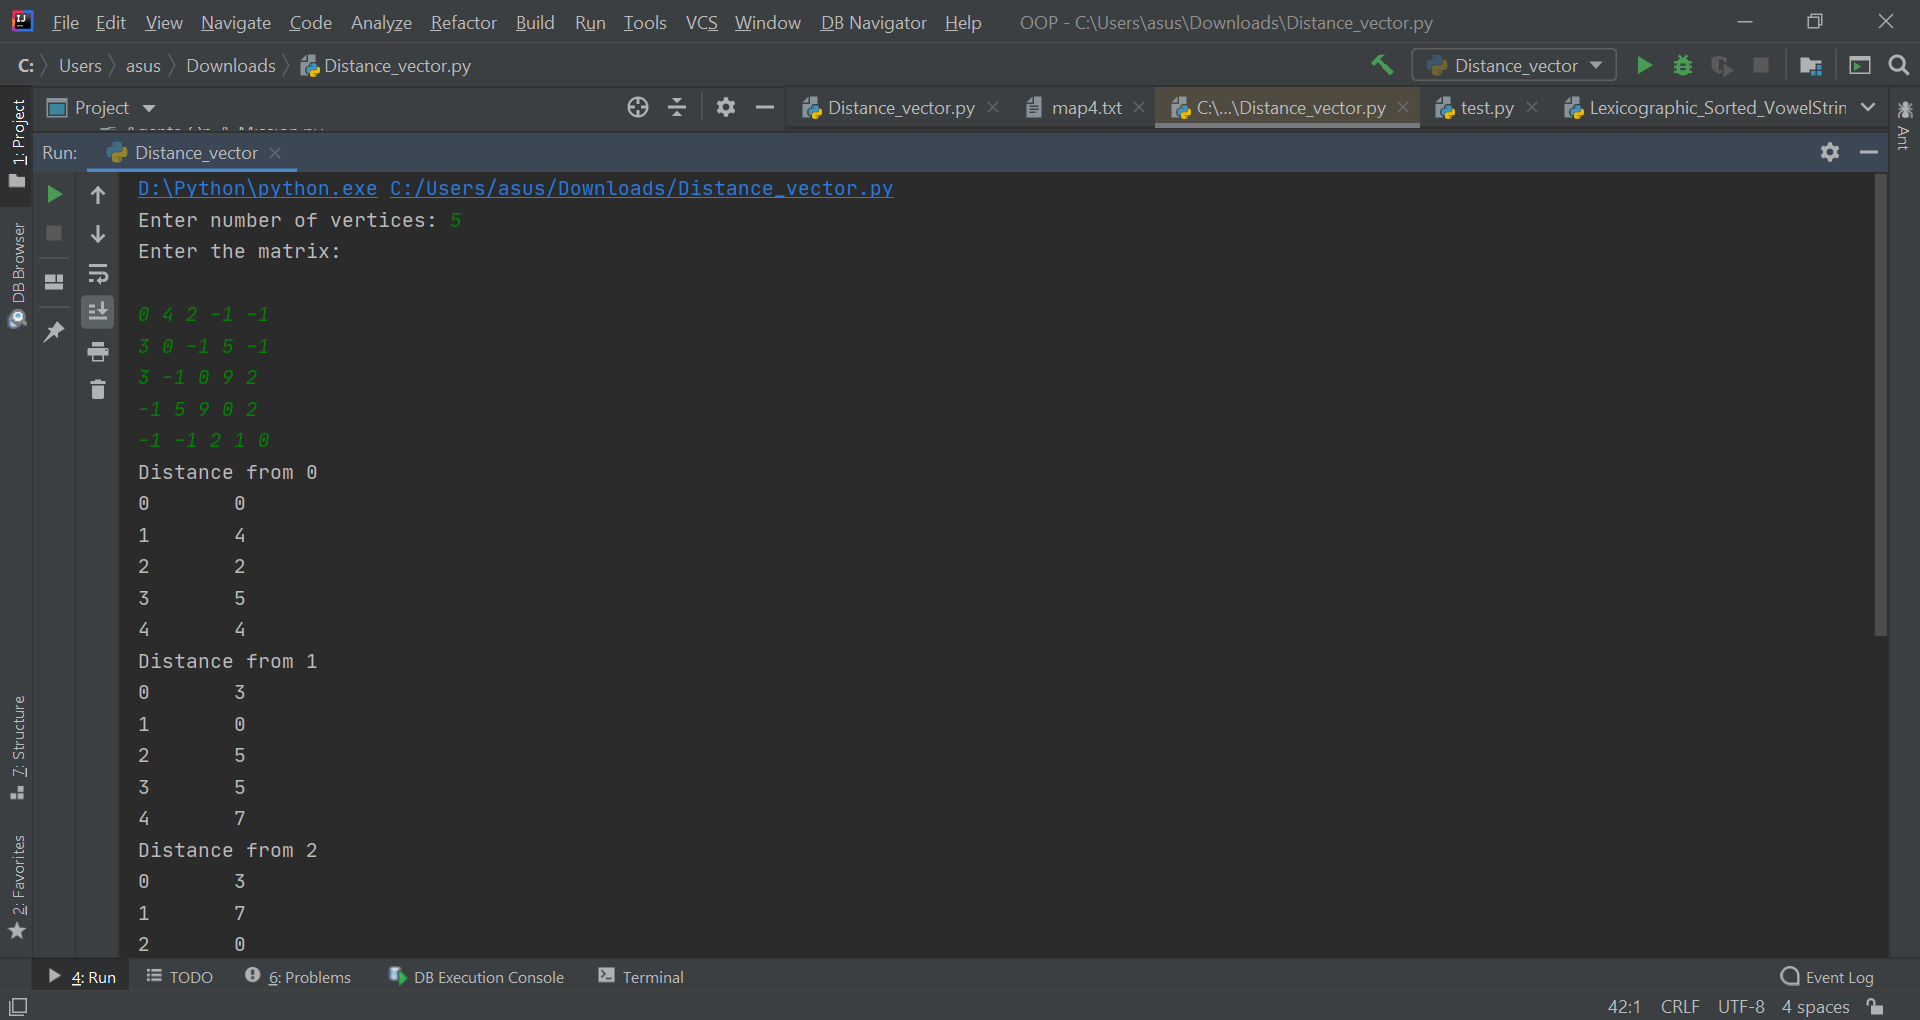 File Edit View Navigate Code Analyze Refactor Build Run Tools VCS Window DB Navigator Help OOP - C:\Users\asus\Downloads\Distance_vector.py
C: Users asus Downloads Distance_vector.py Distance_vector
1: Project
Project Distance_vector.py map4.txt C:\...\Distance_vector.py test.py Lexicographic_Sorted_VowelStrin
Ant
Run: Distance_vector
DB Browser
7: Structure
2: Favorites
D:\Python\python.exe C:/Users/asus/Downloads/Distance_vector.py
Enter number of vertices: 5
Enter the matrix:
0 4 2 -1 -1
3 0 -1 5 -1
3 -1 0 9 2
-1 5 9 0 2
-1 -1 2 1 0
Distance from 0
0 0
1 4
2 2
3 5
4 4
Distance from 1
0 3
1 0
2 5
3 5
4 7
Distance from 2
0 3
1 7
2 0
4: Run TODO 6: Problems DB Execution Console Terminal Event Log
42:1 CRLF UTF-8 4 spaces